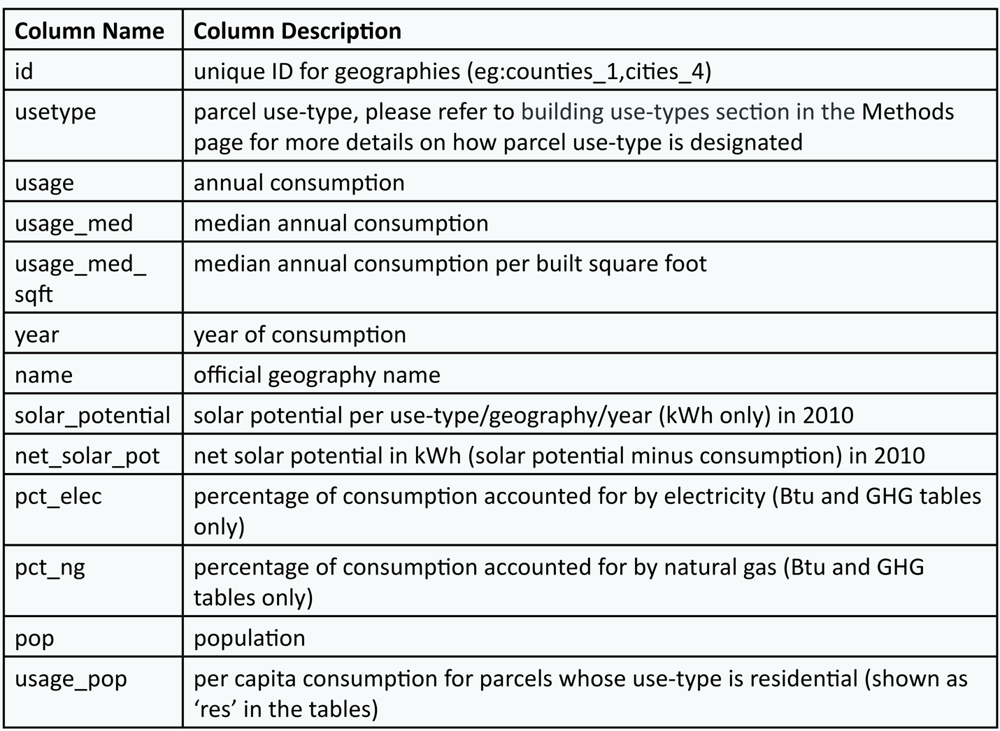 Column Name Column Description
id unique ID for geographies (eg:counties_1,cities_4)
usetype parcel use-type, please refer to building use-types section in the Methods
page for more details on how parcel use-type is designated
usage annual consumption
usage_med median annual consumption
usage_med_ median annual consumption per built square foot
sqft
year year of consumption
name official geography name
solar_potential solar potential per use-type/geography/year (kWh only) in 2010
net_solar_pot net solar potential in kWh (solar potential minus consumption) in 2010
pct_elec percentage of consumption accounted for by electricity (Btu and GHG tables
only)
pct_ng percentage of consumption accounted for by natural gas (Btu and GHG
tables only)
pop population
usage_pop per capita consumption for parcels whose use-type is residential (shown as
‘res’ in the tables)